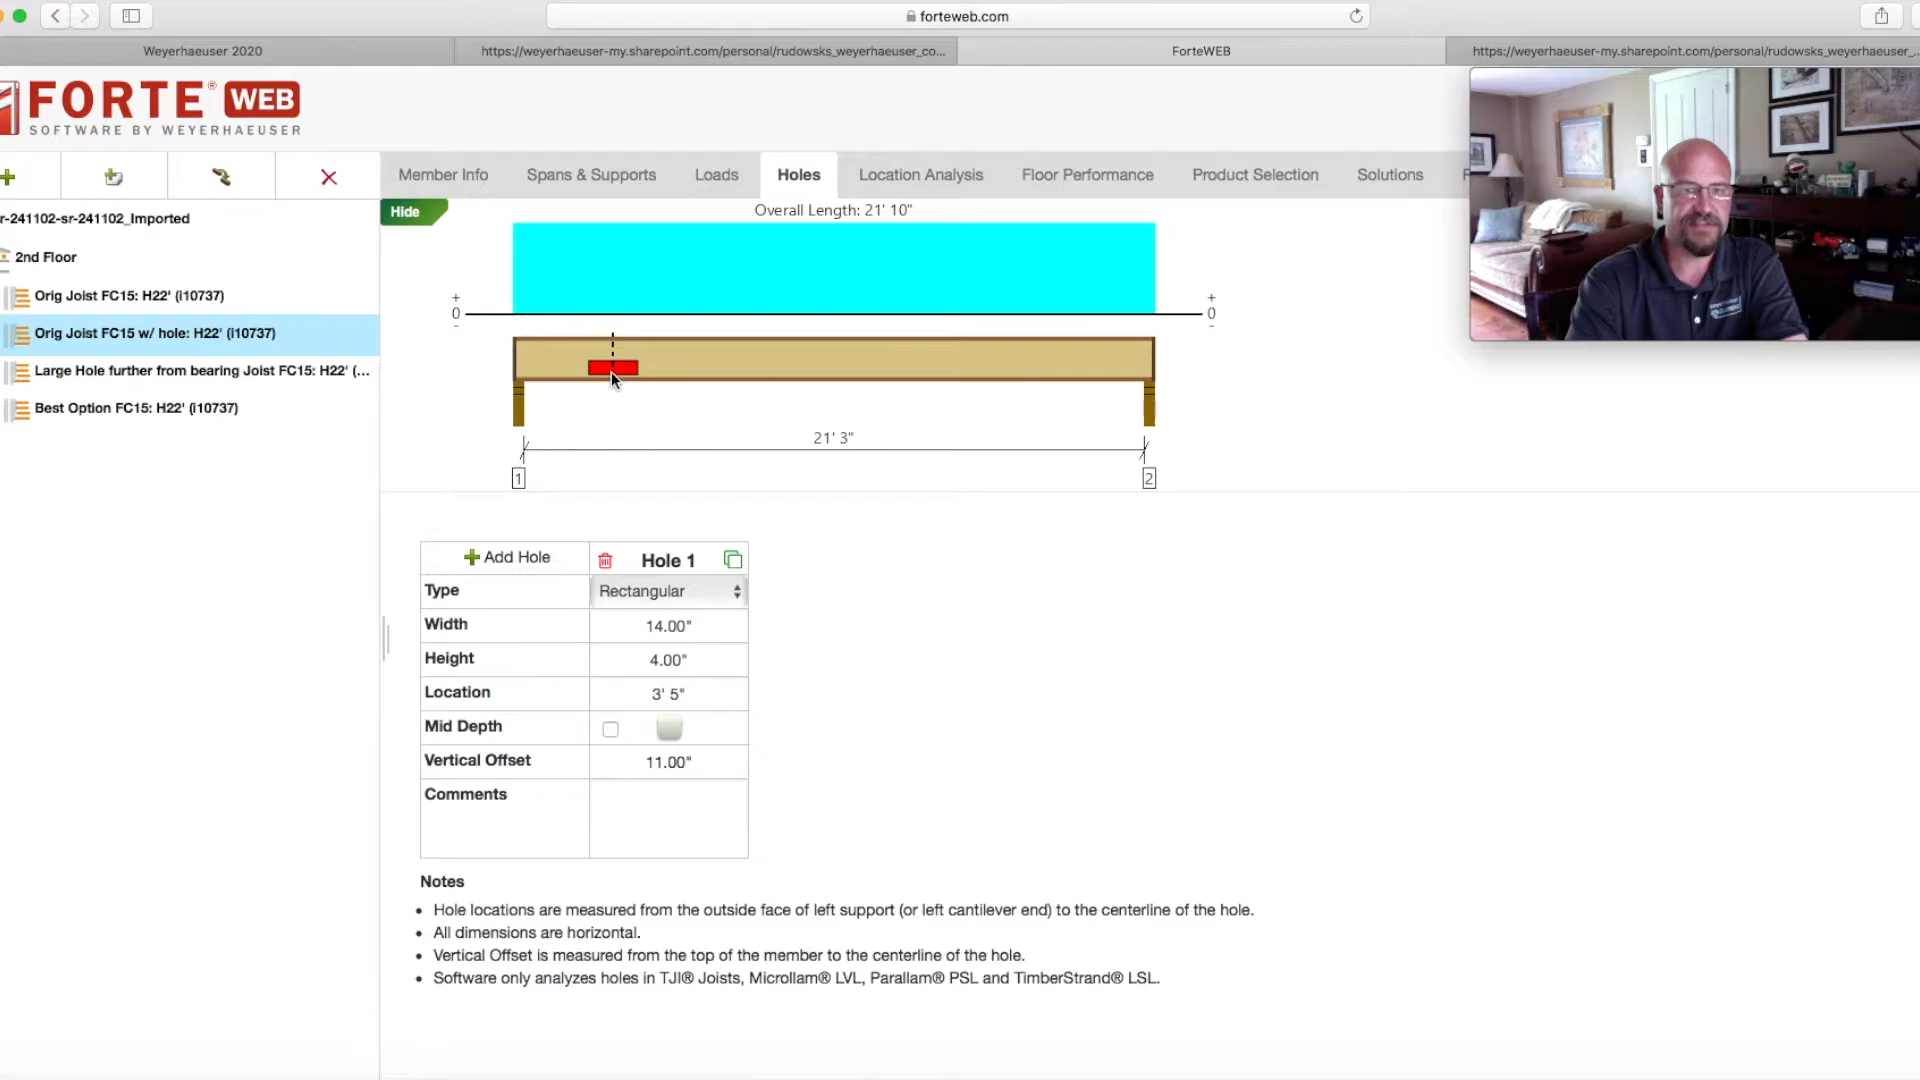 forteweb.com
Weyerhaeuser 2020
https://weyerhaeuser-my.sharepoint.com/personal/rudowsks_weyerhaeuser_co...
ForteWEB
https://weyerhaeuser-my.sharepoint.com/personal/rudowsks_weyerhaeuser_...
FORTE® WEB
SOFTWARE BY WEYERHAEUSER
Member Info
Spans & Supports
Loads
Holes
Location Analysis
Floor Performance
Product Selection
Solutions
r-241102-sr-241102_Imported
2nd Floor
Orig Joist FC15: H22' (i10737)
Orig Joist FC15 w/ hole: H22' (i10737)
Large Hole further from bearing Joist FC15: H22' (...
Best Option FC15: H22' (i10737)
Hide
Overall Length: 21' 10"
+
0
-
+
0
-
21' 3"
1
2
Add Hole
Hole 1
Type
Rectangular
Width
14.00"
Height
4.00"
Location
3' 5"
Mid Depth
Vertical Offset
11.00"
Comments
Notes
• Hole locations are measured from the outside face of left support (or left cantilever end) to the centerline of the hole.
• All dimensions are horizontal.
• Vertical Offset is measured from the top of the member to the centerline of the hole.
• Software only analyzes holes in TJI® Joists, Microllam® LVL, Parallam® PSL and TimberStrand® LSL.